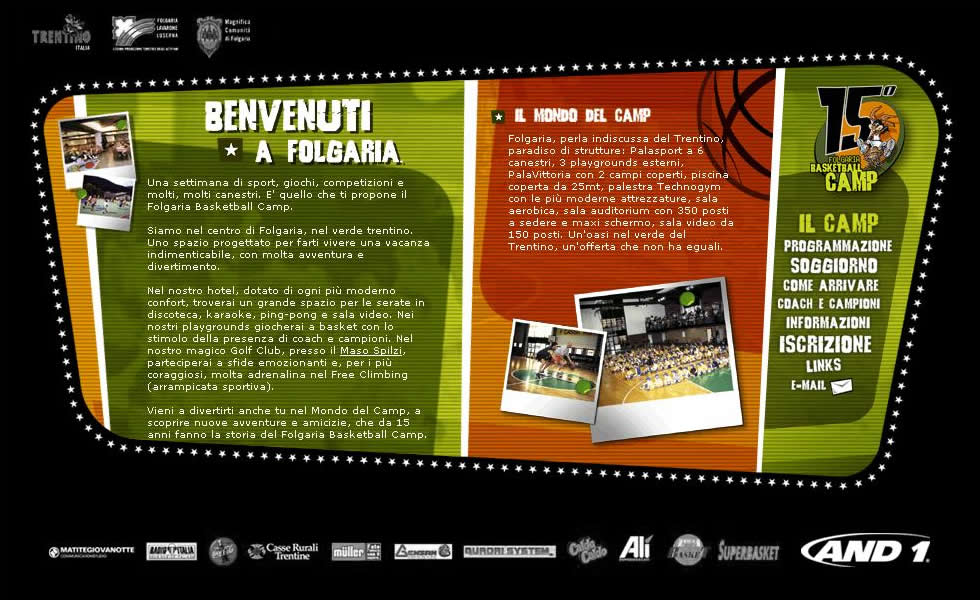 TRENTINO
ITALIA
FOLGARIA
LAVARONE
LUSERNA
Magnifica
Comunità
di Folgaria
BENVENUTI
A FOLGARIA.
Una settimana di sport, giochi, competizioni e
molti, molti canestri. E' quello che ti propone il
Folgaria Basketball Camp.
Siamo nel centro di Folgaria, nel verde trentino.
Uno spazio progettato per farti vivere una vacanza
indimenticabile, con molta avventura e
divertimento.
Nel nostro hotel, dotato di ogni più moderno
confort, troverai un grande spazio per le serate in
discoteca, karaoke, ping-pong e sala video. Nei
nostri playgrounds giocherai a basket con lo
stimolo della presenza di coach e campioni. Nel
nostro magico Golf Club, presso il Maso Spilzi,
parteciperai a sfide emozionanti e, per i più
coraggiosi, molta adrenalina nel Free Climbing
(arrampicata sportiva).
Vieni a divertirti anche tu nel Mondo del Camp, a
scoprire nuove avventure e amicizie, che da 15
anni fanno la storia del Folgaria Basketball Camp.
IL MONDO DEL CAMP
Folgaria, perla indiscussa del Trentino,
paradiso di strutture: Palasport a 6
canestri, 3 playgrounds esterni,
PalaVittoria con 2 campi coperti, piscina
coperta da 25mt, palestra Technogym
con le più moderne attrezzature, sala
aerobica, sala auditorium con 350 posti
a sedere e maxi schermo, sala video da
150 posti. Un'oasi nel verde del
Trentino, un'offerta che non ha eguali.
15°
FOLGARIA
BASKETBALL
CAMP
IL CAMP
PROGRAMMAZIONE
SOGGIORNO
COME ARRIVARE
COACH E CAMPIONI
INFORMAZIONI
ISCRIZIONE
LINKS
E-MAIL
MATITEGIOVANOTTE
RADIO ITALIA
Casse Rurali
Trentine
müller
QUADRI SYSTEM
Caldo
Caldo
Alì
BASKET
SUPERBASKET
AND 1